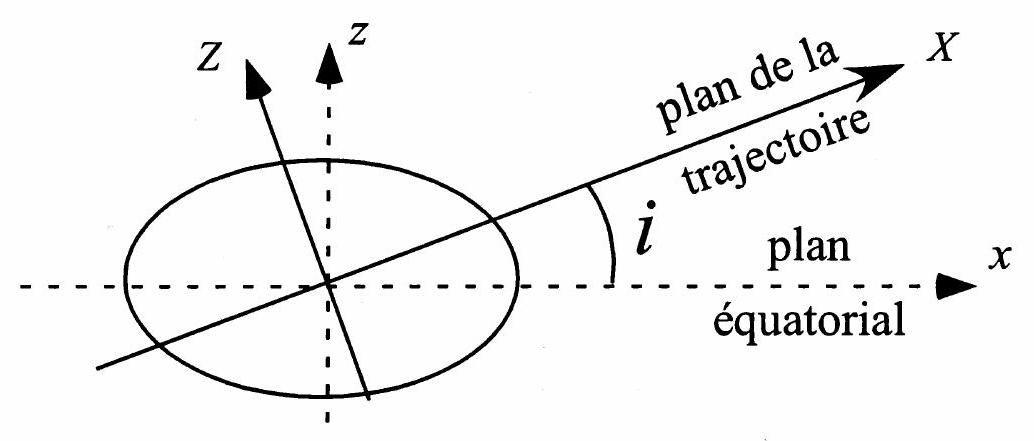 Z
z
X
plan de la
trajectoire
i
plan
x
équatorial